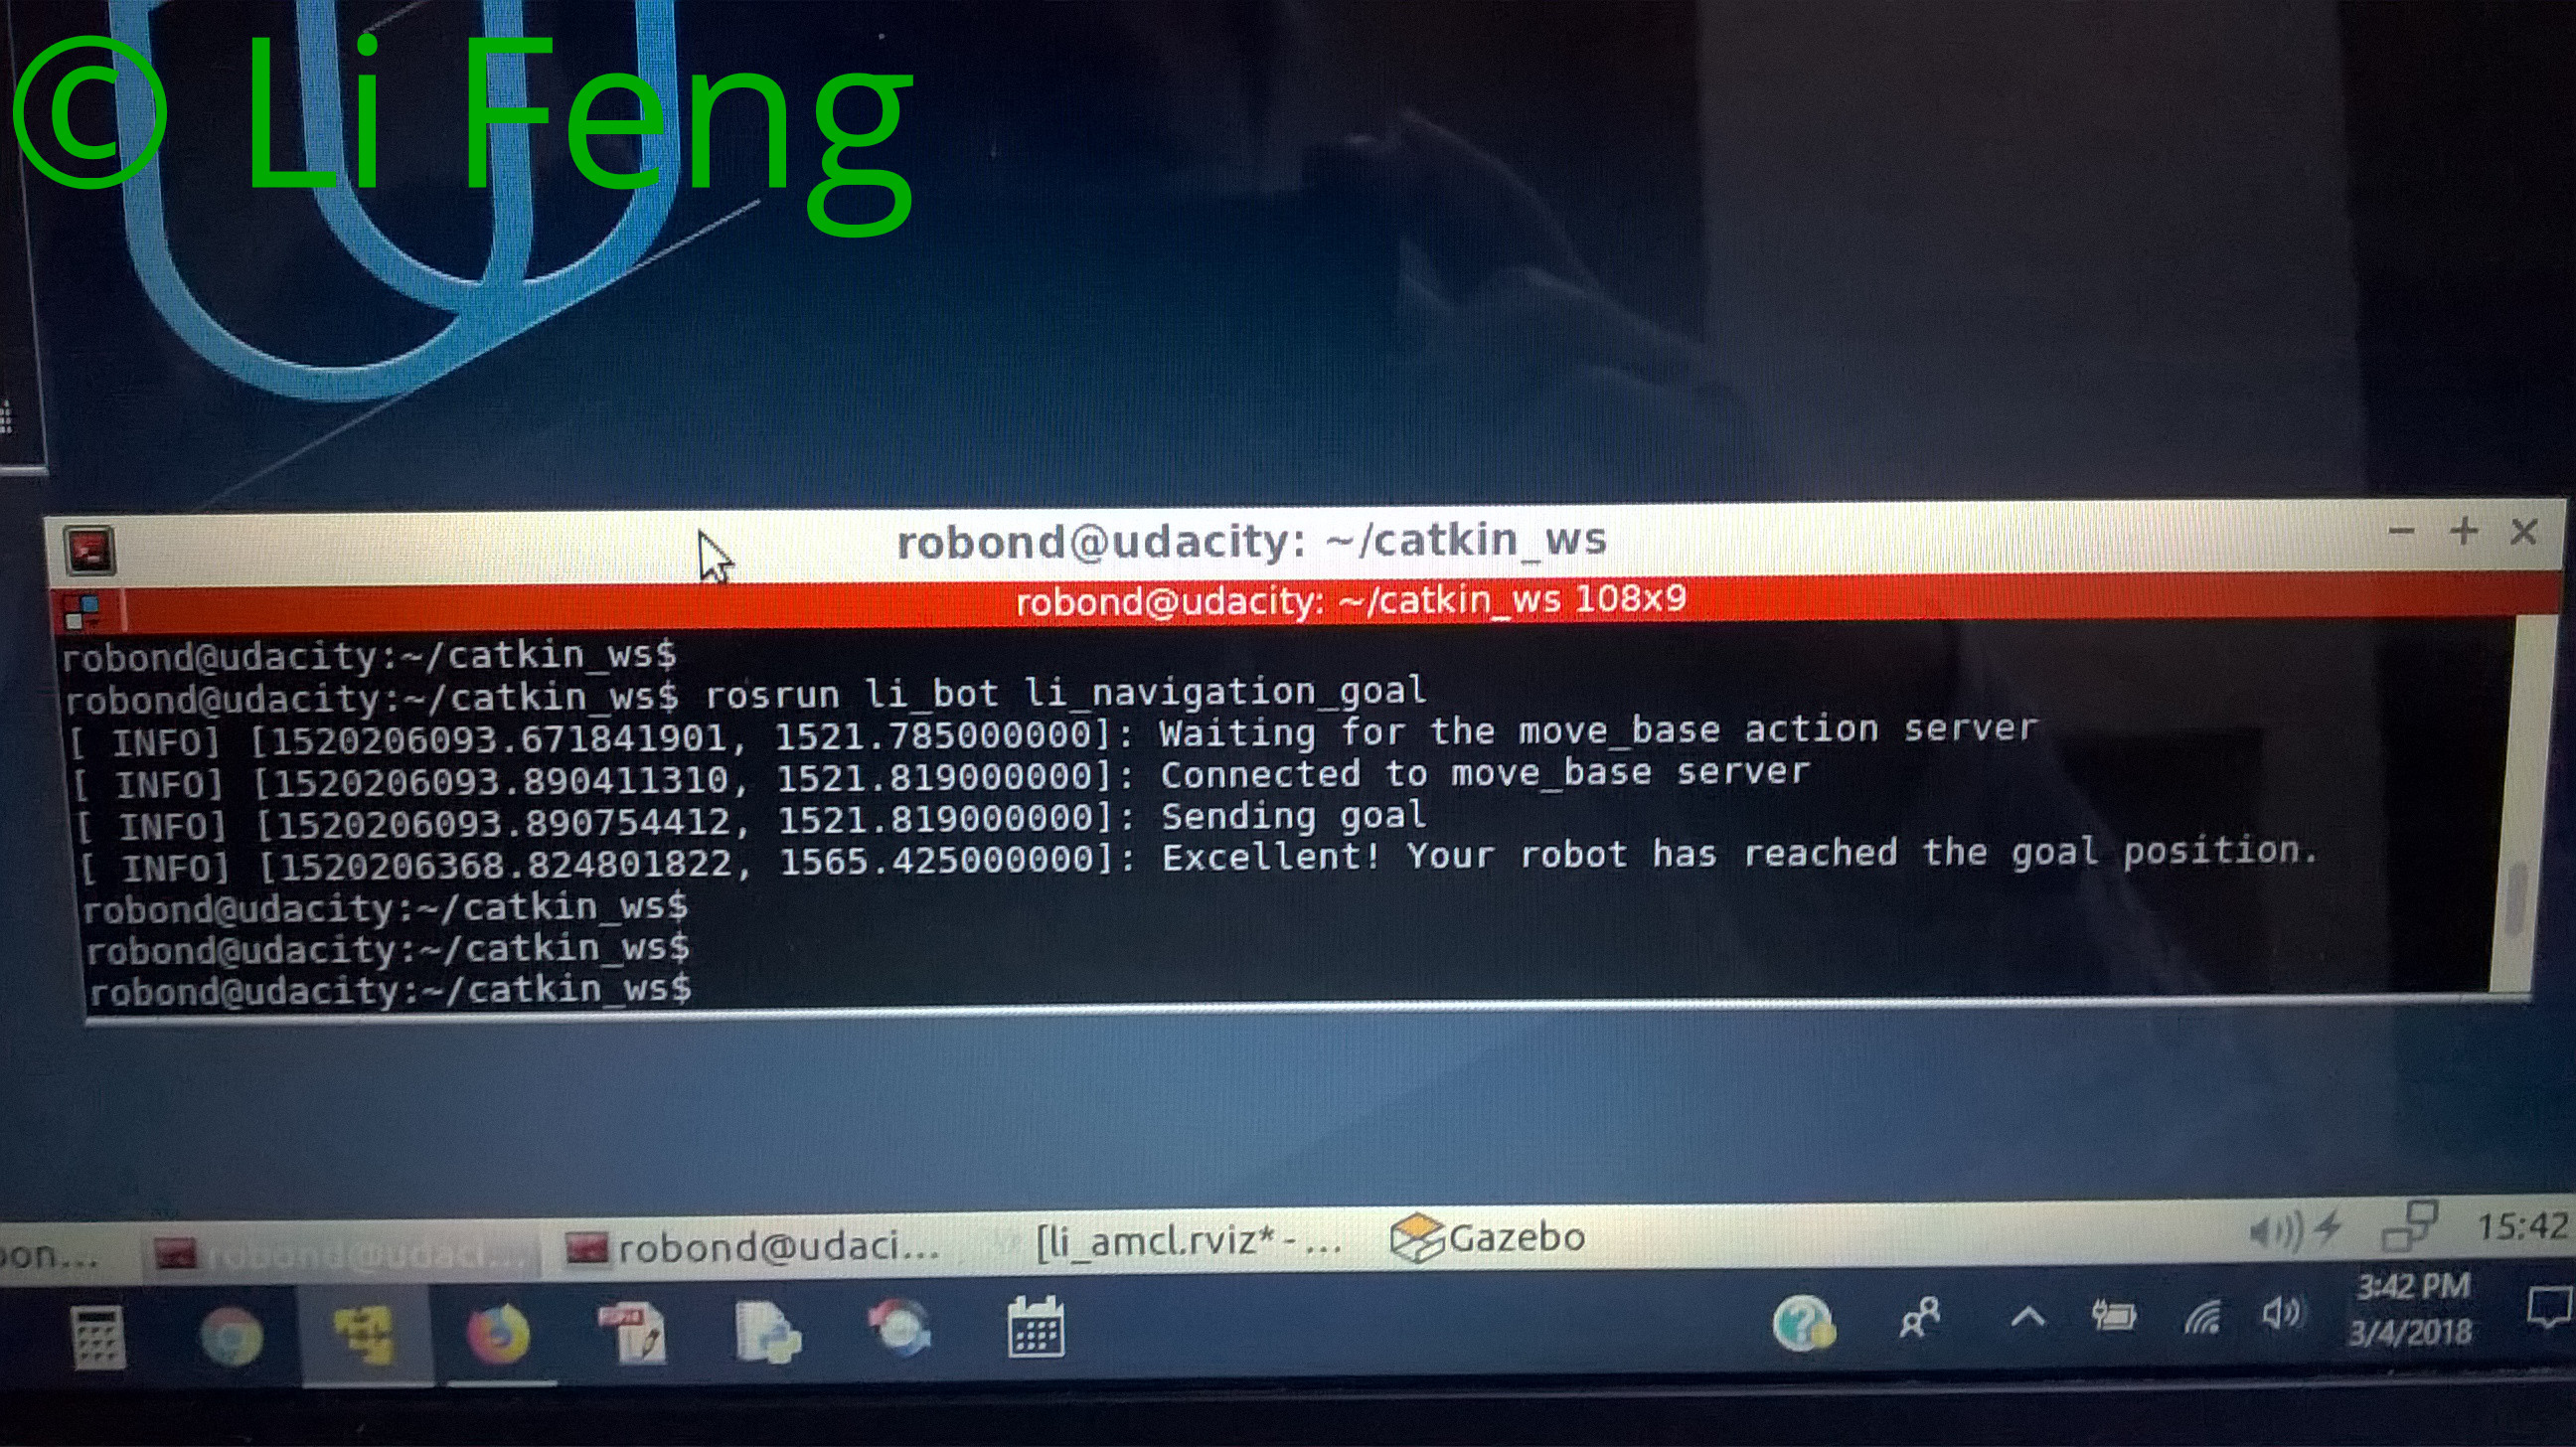 © Li Feng
robond@udacity: ~/catkin_ws
robond@udacity: ~/catkin_ws 108x9
robond@udacity:~/catkin_ws$
robond@udacity:~/catkin_ws$ rosrun li_bot li_navigation_goal
[ INFO] [1520206093.671841901, 1521.785000000]: Waiting for the move_base action server
[ INFO] [1520206093.890411310, 1521.819000000]: Connected to move_base server
[ INFO] [1520206093.890754412, 1521.819000000]: Sending goal
[ INFO] [1520206368.824801822, 1565.425000000]: Excellent! Your robot has reached the goal position.
robond@udacity:~/catkin_ws$
robond@udacity:~/catkin_ws$
robond@udacity:~/catkin_ws$
on... robond@udaci... robond@udaci... [li_amcl.rviz* - ... Gazebo 15:42
3:42 PM
3/4/2018